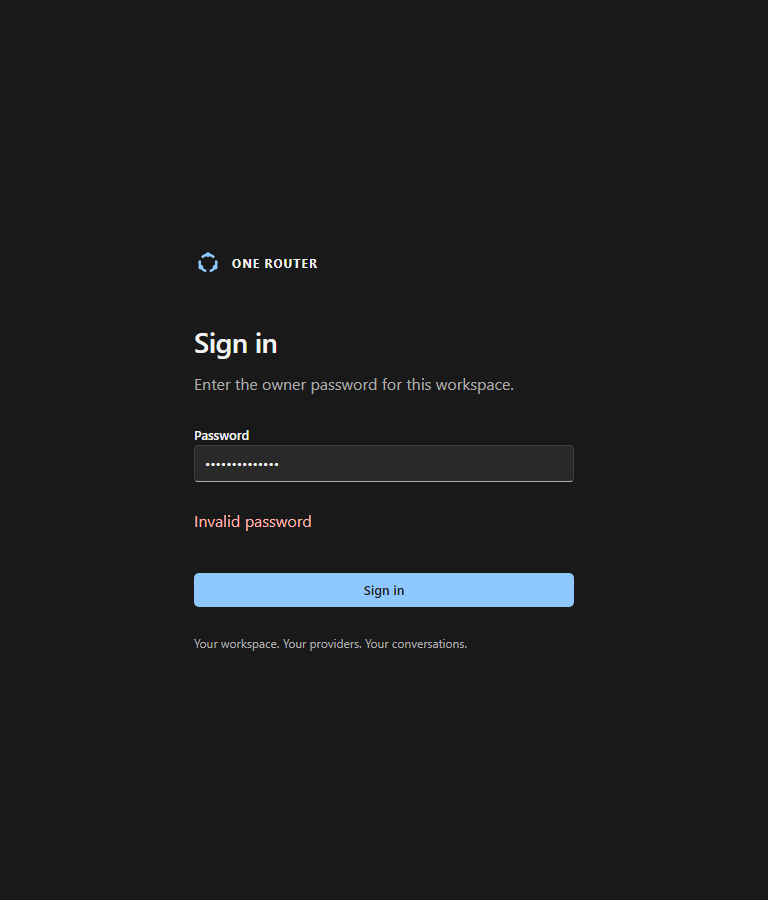 ONE ROUTER
Sign in
Enter the owner password for this workspace.
Password
••••••••••••••
Invalid password
Sign in
Your workspace. Your providers. Your conversations.